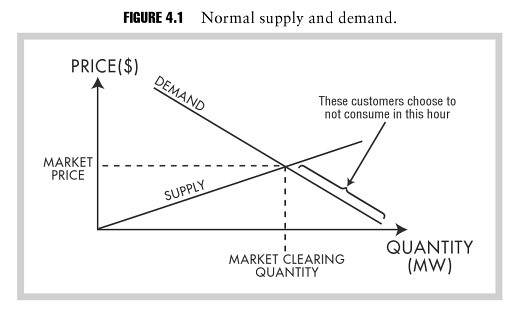 FIGURE 4.1 Normal supply and demand.
PRICE($)
DEMAND
These customers choose to
not consume in this hour
MARKET
PRICE
SUPPLY
MARKET CLEARING
QUANTITY
QUANTITY
(MW)